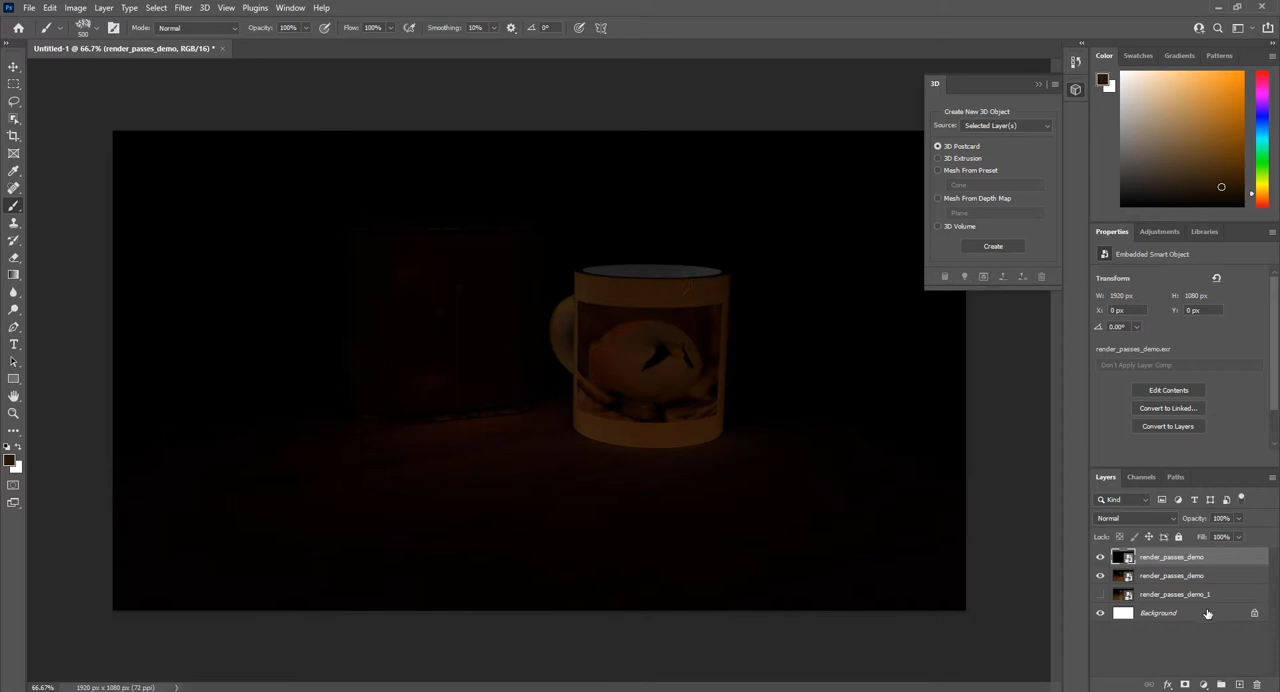 Ps File Edit Image Layer Type Select Filter 3D View Plugins Window Help
500 Mode: Normal Opacity: 100% Flow: 100% Smoothing: 10% 0°
Untitled-1 @ 66.7% (render_passes_demo, RGB/16) * ×
Color Swatches Gradients Patterns
3D
Create New 3D Object
Source: Selected Layer(s)
3D Postcard
3D Extrusion
Mesh From Preset
Cone
Mesh From Depth Map
Plane
3D Volume
Create
Properties Adjustments Libraries
Embedded Smart Object
Transform
W: 1920 px H: 1080 px
X: 0 px Y: 0 px
0.00°
render_passes_demo.exr
Don't Apply Layer Comp
Edit Contents
Convert to Linked...
Convert to Layers
Layers Channels Paths
Kind
Normal Opacity: 100%
Lock: Fill: 100%
render_passes_demo
render_passes_demo
render_passes_demo_1
Background
66.67% 1920 px x 1080 px (72 ppi)